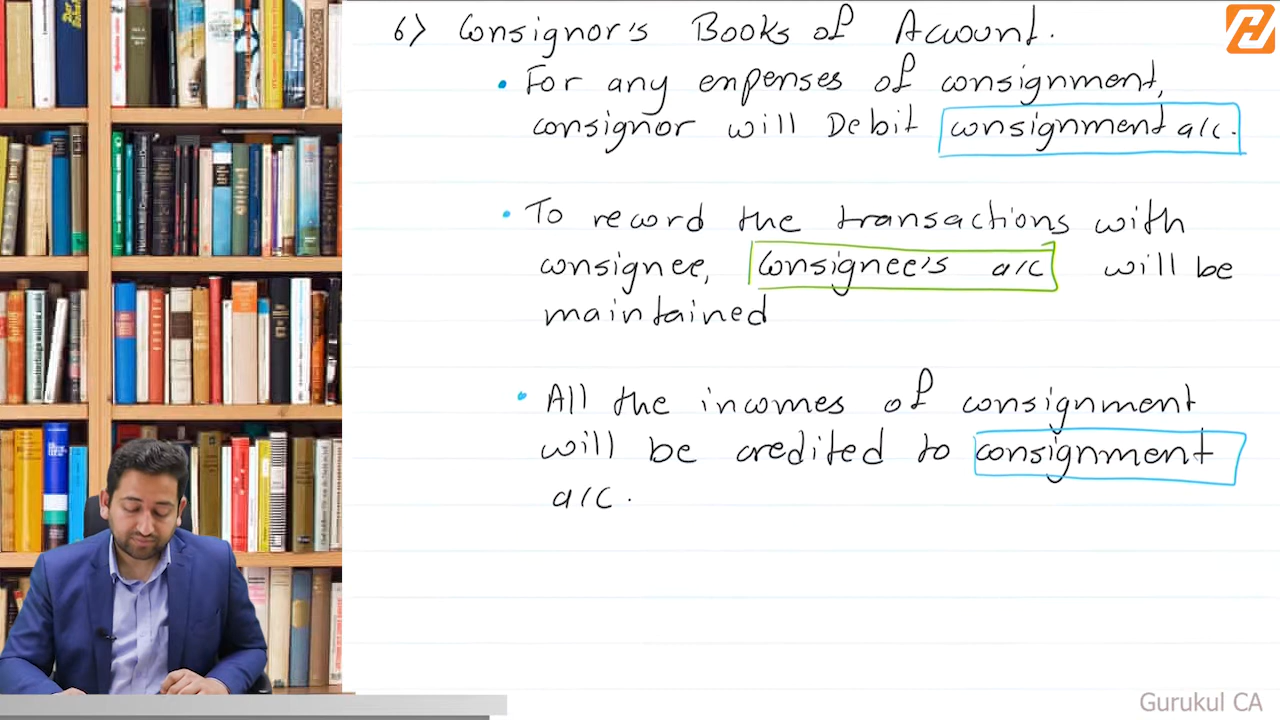 6) Consignor's Books of Account.
• For any expenses of consignment,
consignor will Debit consignment a/c.
• To record the transactions with
consignee, consignee's a/c will be
maintained
• All the incomes of consignment
will be credited to consignment
a/c.
Gurukul CA